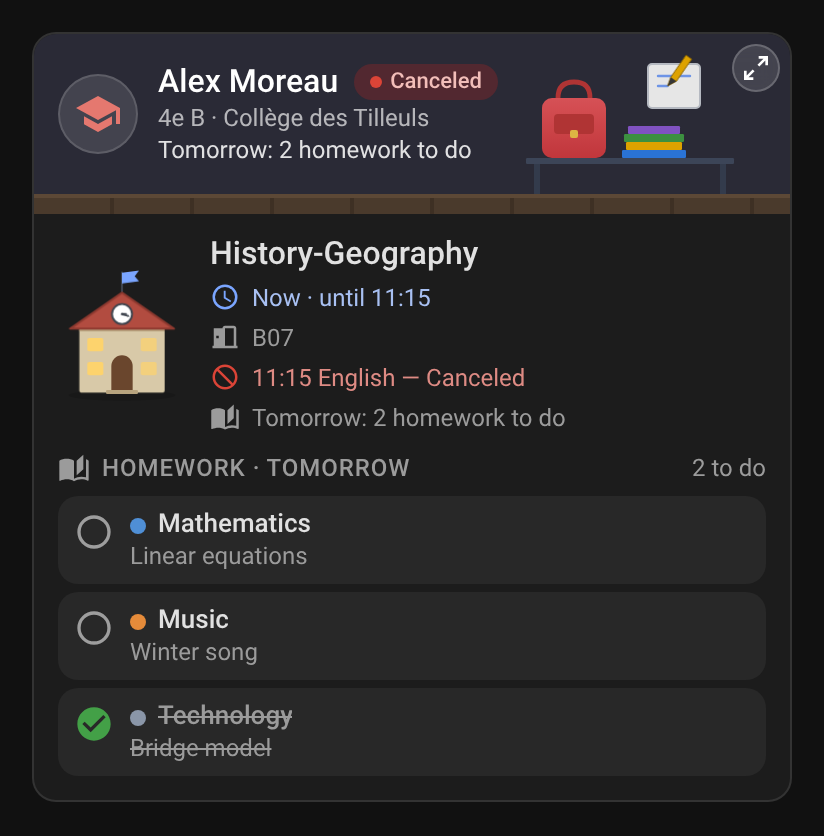 Alex Moreau
Canceled
4e B · Collège des Tilleuls
Tomorrow: 2 homework to do
History-Geography
Now · until 11:15
B07
11:15 English — Canceled
Tomorrow: 2 homework to do
HOMEWORK · TOMORROW
2 to do
Mathematics
Linear equations
Music
Winter song
Technology
Bridge model